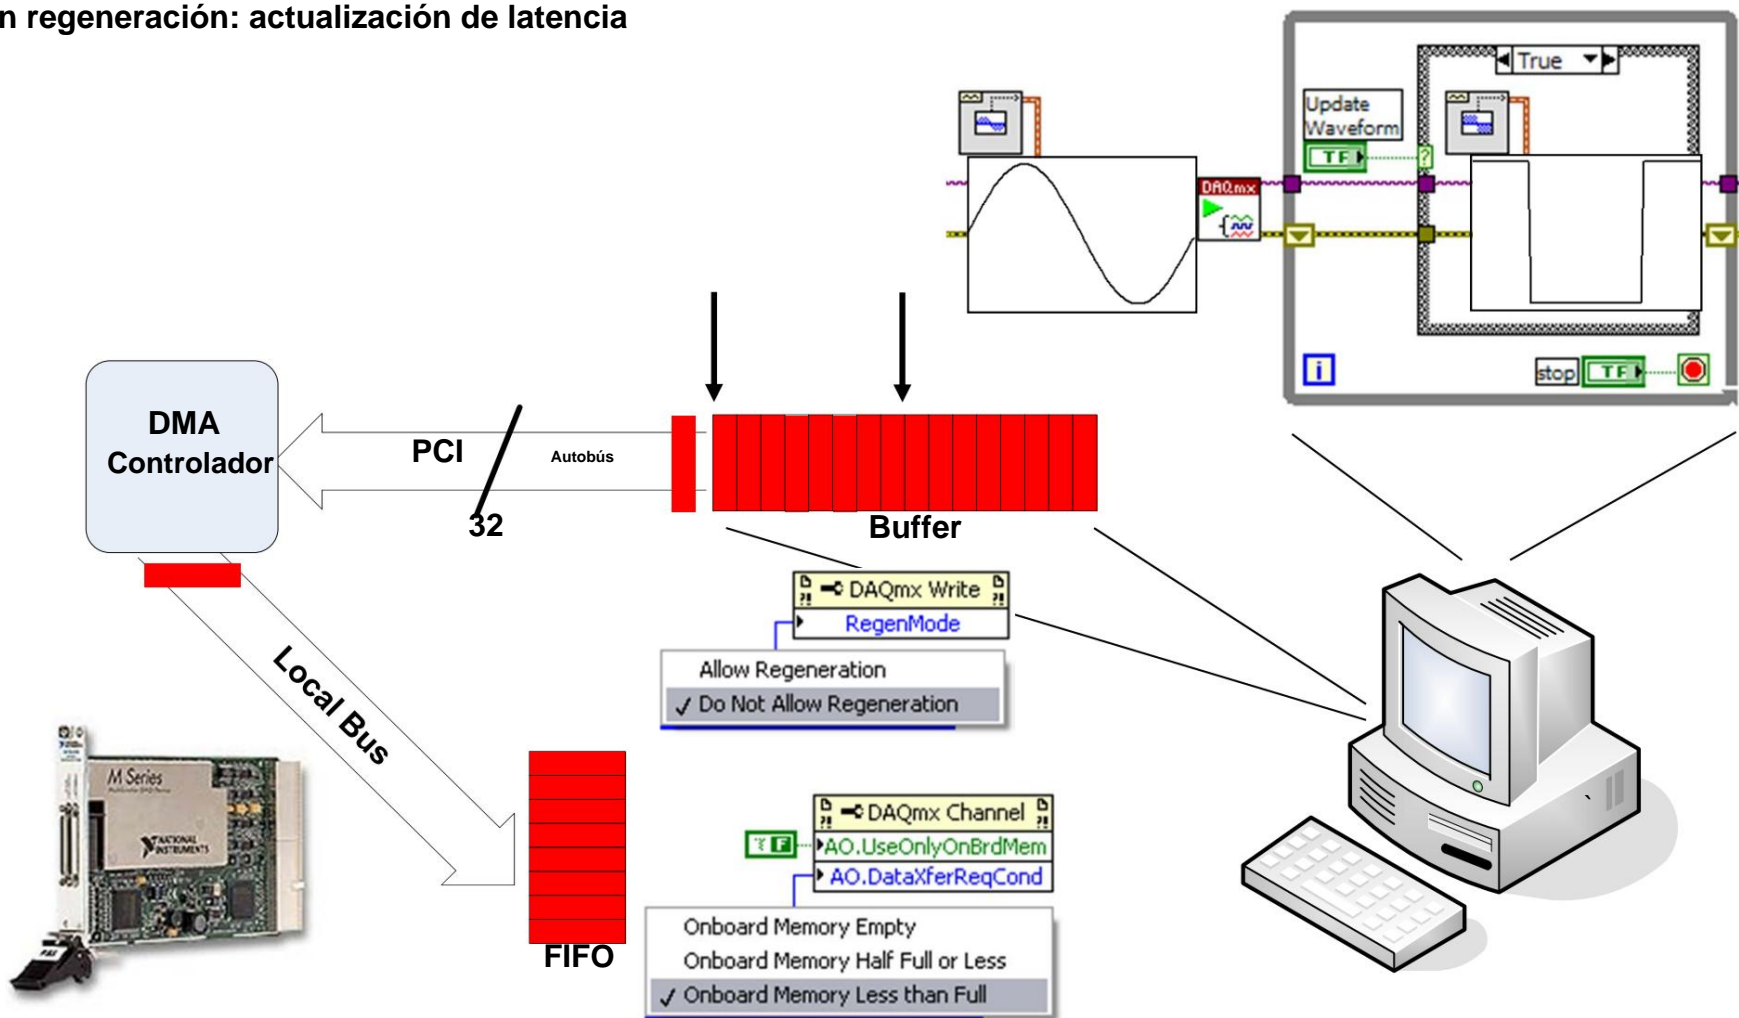 n regeneración: actualización de latencia
True
Update
Waveform
TF
?
DAQmx
i
stop
TF
DMA
Controlador
PCI
Autobús
32
Buffer
DAQmx Write
RegenMode
Allow Regeneration
✓ Do Not Allow Regeneration
Local Bus
M Series
NATIONAL
INSTRUMENTS
FIFO
DAQmx Channel
F
AO.UseOnlyOnBrdMem
AO.DataXferReqCond
Onboard Memory Empty
Onboard Memory Half Full or Less
✓ Onboard Memory Less than Full